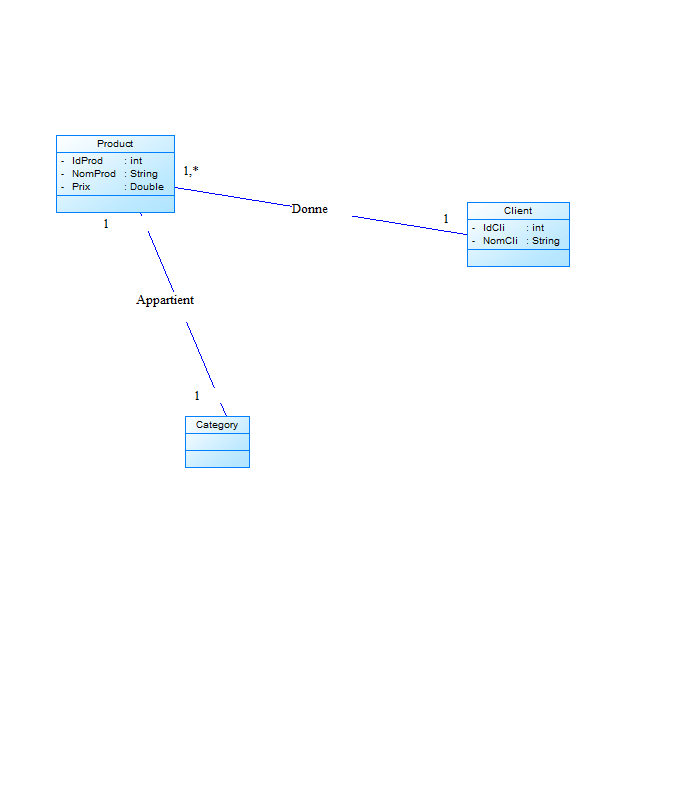 Product
- IdProd : int
- NomProd : String
- Prix : Double
1,*
Donne
1
Client
- IdCli : int
- NomCli : String
1
Appartient
1
Category